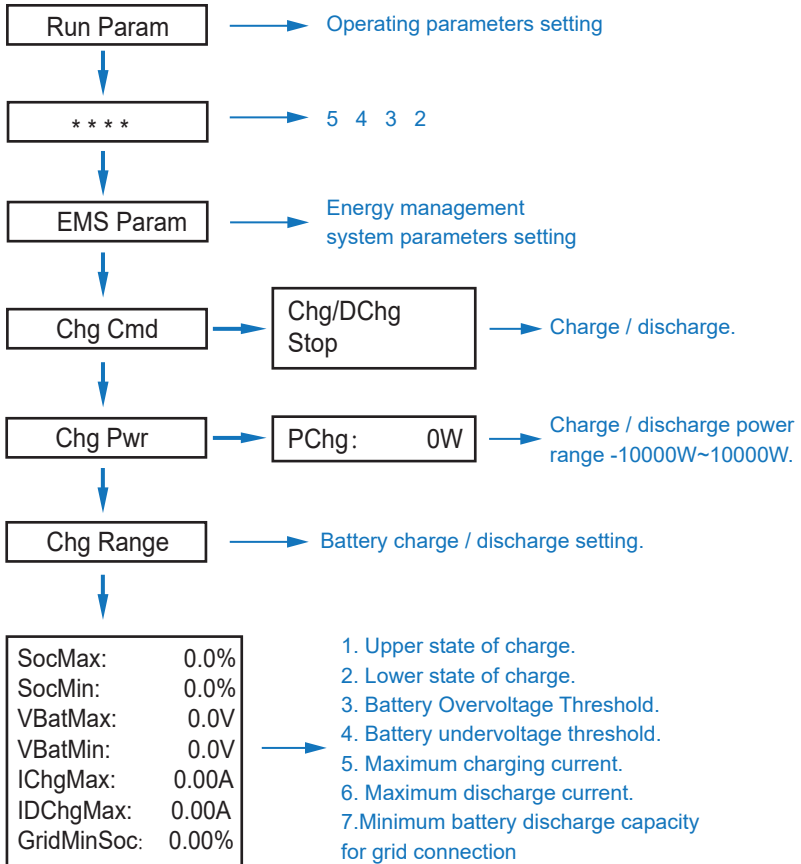 Run Param
Operating parameters setting
* * * *
5 4 3 2
EMS Param
Energy management
system parameters setting
Chg Cmd
Chg/DChg
Stop
Charge / discharge.
Chg Pwr
PChg: 0W
Charge / discharge power
range -10000W~10000W.
Chg Range
Battery charge / discharge setting.
SocMax: 0.0%
SocMin: 0.0%
VBatMax: 0.0V
VBatMin: 0.0V
IChgMax: 0.00A
IDChgMax: 0.00A
GridMinSoc: 0.00%
1. Upper state of charge.
2. Lower state of charge.
3. Battery Overvoltage Threshold.
4. Battery undervoltage threshold.
5. Maximum charging current.
6. Maximum discharge current.
7.Minimum battery discharge capacity
for grid connection